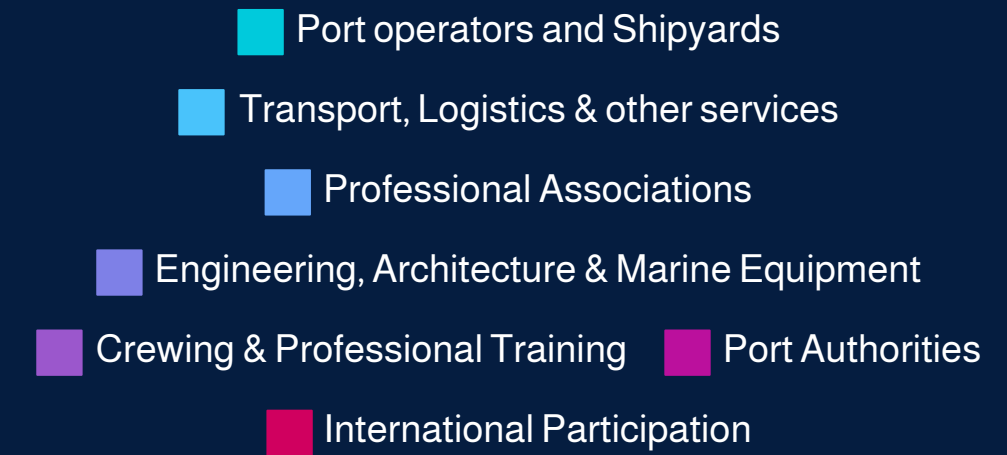 Port operators and Shipyards
Transport, Logistics & other services
Professional Associations
Engineering, Architecture & Marine Equipment
Crewing & Professional Training Port Authorities
International Participation